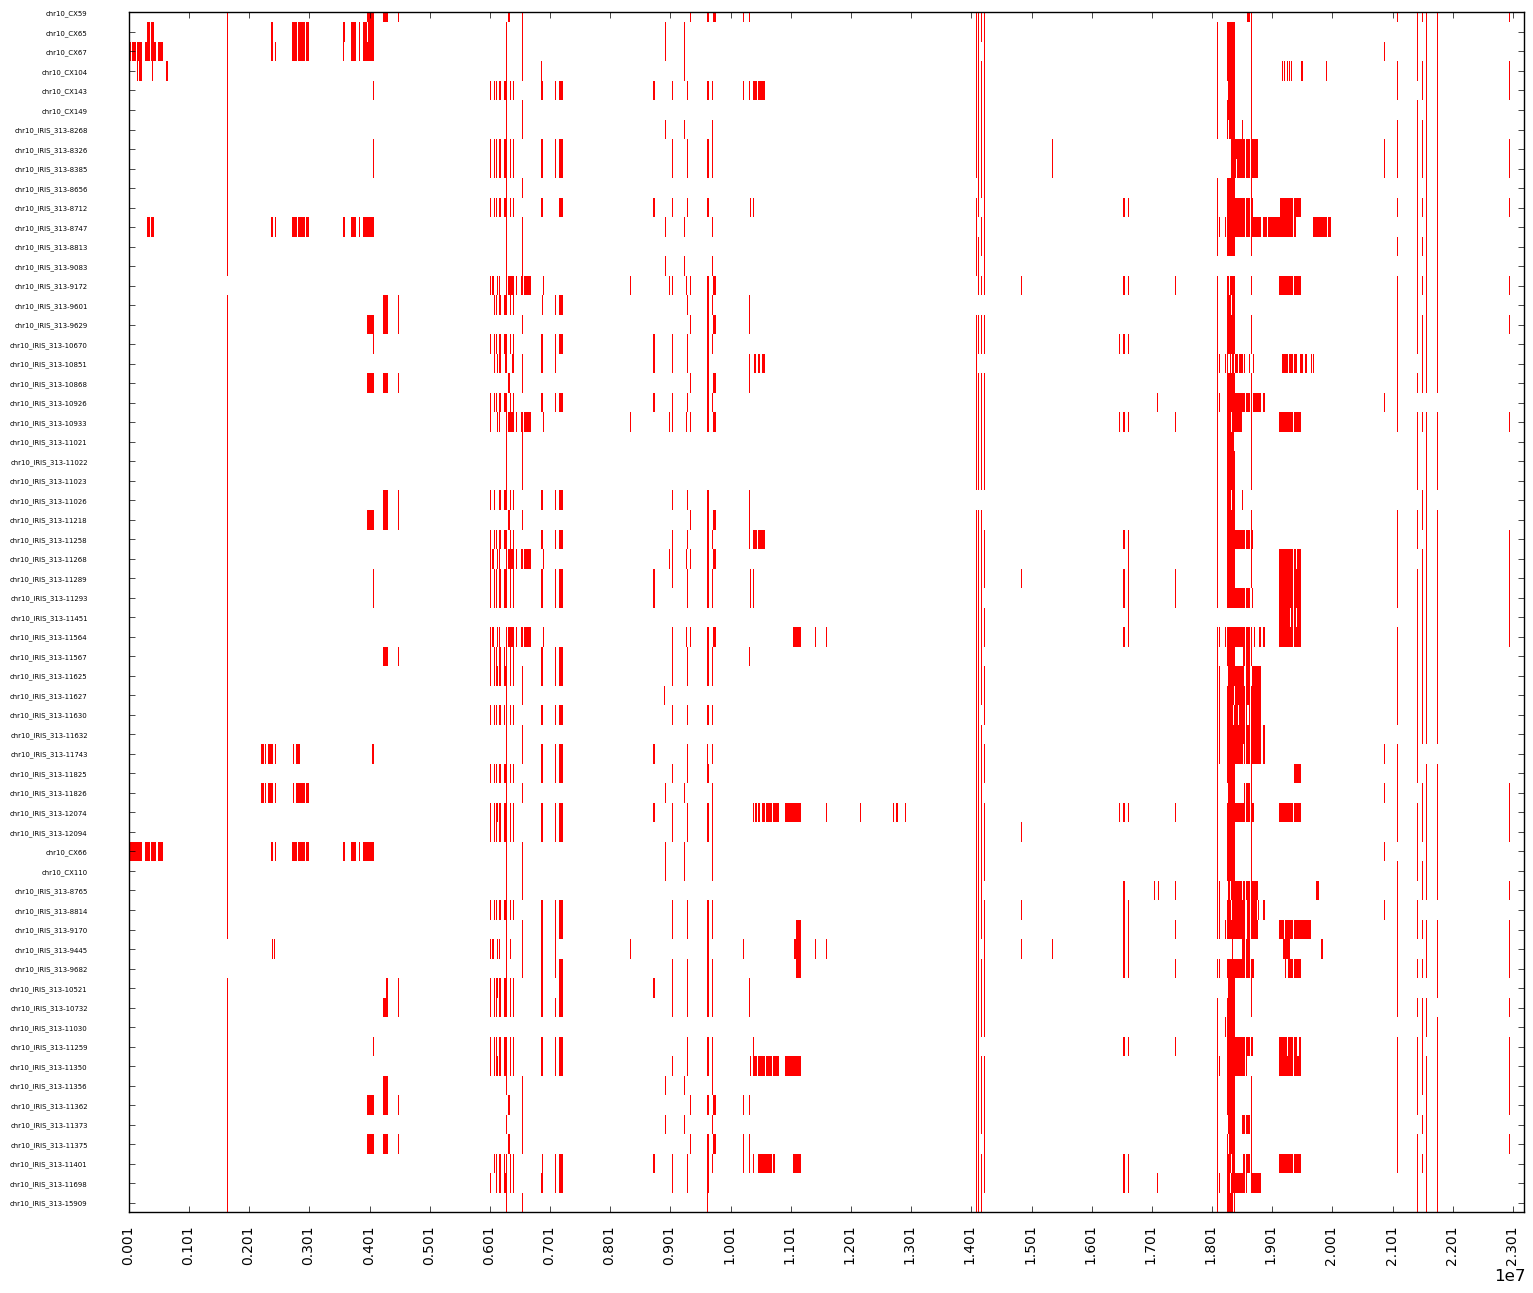 chr10_CX59
chr10_CX65
chr10_CX67
chr10_CX104
chr10_CX143
chr10_CX149
chr10_IRIS_313-8268
chr10_IRIS_313-8326
chr10_IRIS_313-8385
chr10_IRIS_313-8656
chr10_IRIS_313-8712
chr10_IRIS_313-8747
chr10_IRIS_313-8813
chr10_IRIS_313-9083
chr10_IRIS_313-9172
chr10_IRIS_313-9601
chr10_IRIS_313-9629
chr10_IRIS_313-10670
chr10_IRIS_313-10851
chr10_IRIS_313-10868
chr10_IRIS_313-10926
chr10_IRIS_313-10933
chr10_IRIS_313-11021
chr10_IRIS_313-11022
chr10_IRIS_313-11023
chr10_IRIS_313-11026
chr10_IRIS_313-11218
chr10_IRIS_313-11258
chr10_IRIS_313-11268
chr10_IRIS_313-11289
chr10_IRIS_313-11293
chr10_IRIS_313-11451
chr10_IRIS_313-11564
chr10_IRIS_313-11567
chr10_IRIS_313-11625
chr10_IRIS_313-11627
chr10_IRIS_313-11630
chr10_IRIS_313-11632
chr10_IRIS_313-11743
chr10_IRIS_313-11825
chr10_IRIS_313-11826
chr10_IRIS_313-12074
chr10_IRIS_313-12094
chr10_CX66
chr10_CX110
chr10_IRIS_313-8765
chr10_IRIS_313-8814
chr10_IRIS_313-9170
chr10_IRIS_313-9445
chr10_IRIS_313-9682
chr10_IRIS_313-10521
chr10_IRIS_313-10732
chr10_IRIS_313-11030
chr10_IRIS_313-11259
chr10_IRIS_313-11350
chr10_IRIS_313-11356
chr10_IRIS_313-11362
chr10_IRIS_313-11373
chr10_IRIS_313-11375
chr10_IRIS_313-11401
chr10_IRIS_313-11698
chr10_IRIS_313-15909
0.001 0.101 0.201 0.301 0.401 0.501 0.601 0.701 0.801 0.901 1.001 1.101 1.201 1.301 1.401 1.501 1.601 1.701 1.801 1.901 2.001 2.101 2.201 2.301
1e7